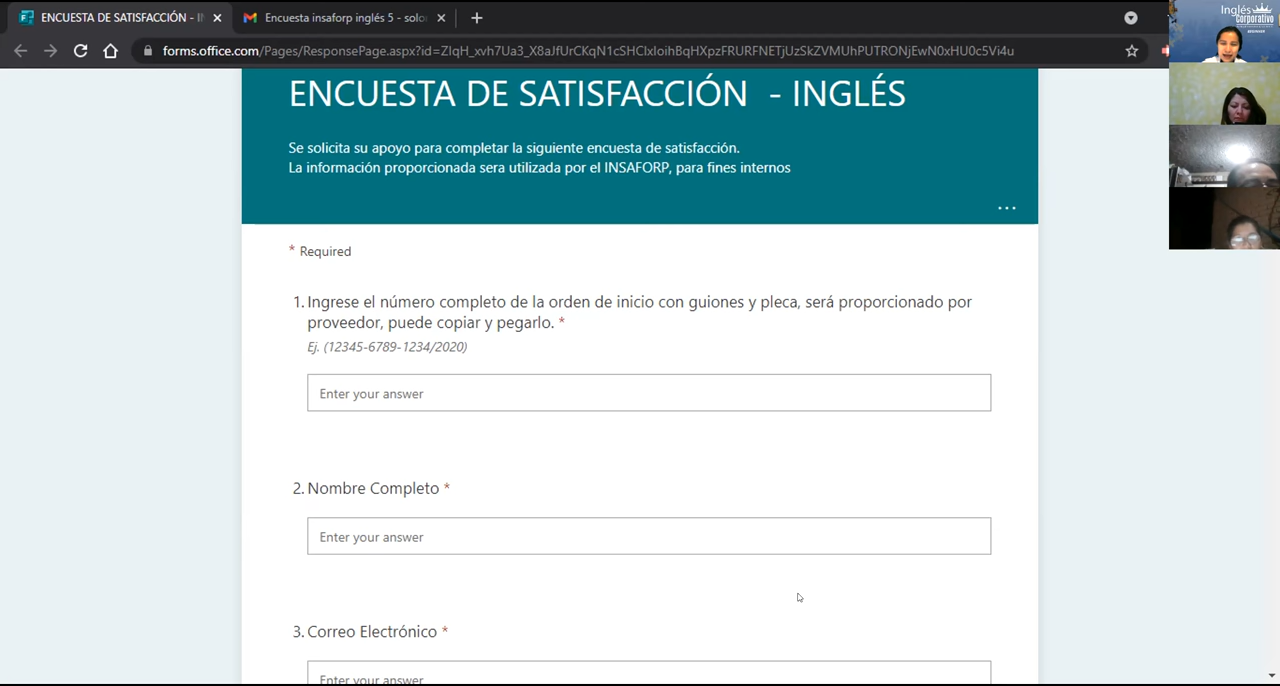 ENCUESTA DE SATISFACCIÓN - I
Encuesta insaforp inglés 5 - solo
forms.office.com/Pages/ResponsePage.aspx?id=ZIqH_xvh7Ua3_X8aJfUrCKqN1cSHClxIoihBqHXpzFRURFNETjUzSkZVMUhPUTRONjEwN0xHU0c5Vi4u
Inglés
Corporativo
ENCUESTA DE SATISFACCIÓN - INGLÉS
Se solicita su apoyo para completar la siguiente encuesta de satisfacción.
La información proporcionada sera utilizada por el INSAFORP, para fines internos
...
* Required
1. Ingrese el número completo de la orden de inicio con guiones y pleca, será proporcionado por
proveedor, puede copiar y pegarlo. *
Ej. (12345-6789-1234/2020)
Enter your answer
2. Nombre Completo *
Enter your answer
3. Correo Electrónico *
Enter your answer